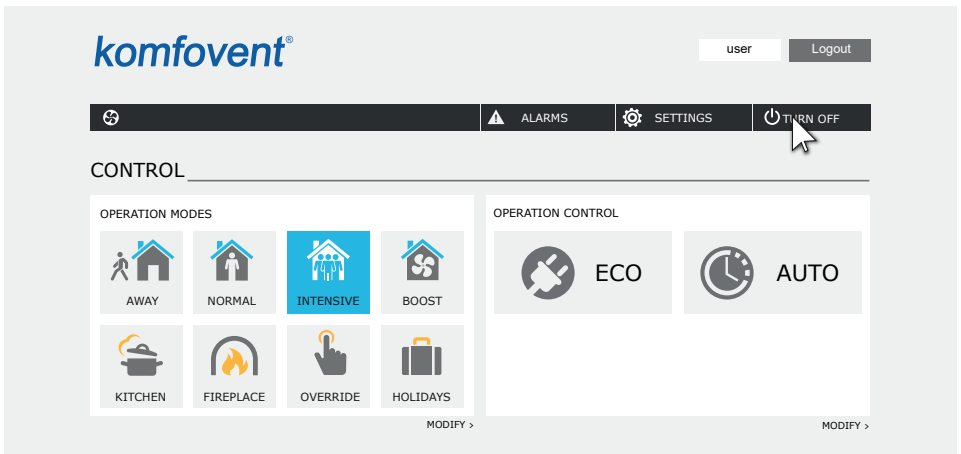 komfovent®
user Logout
ALARMS SETTINGS TURN OFF
CONTROL
OPERATION MODES
AWAY NORMAL INTENSIVE BOOST
KITCHEN FIREPLACE OVERRIDE HOLIDAYS
MODIFY >
OPERATION CONTROL
ECO AUTO
MODIFY >